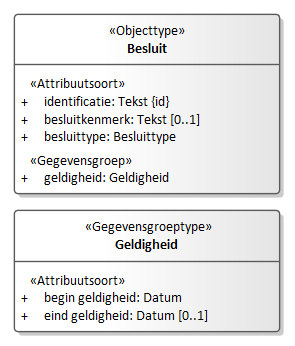 «Objecttype»
Besluit
«Attribuutsoort»
+ identificatie: Tekst {id}
+ besluitkenmerk: Tekst [0..1]
+ besluittype: Besluittype
«Gegevensgroep»
+ geldigheid: Geldigheid
«Gegevensgroeptype»
Geldigheid
«Attribuutsoort»
+ begin geldigheid: Datum
+ eind geldigheid: Datum [0..1]